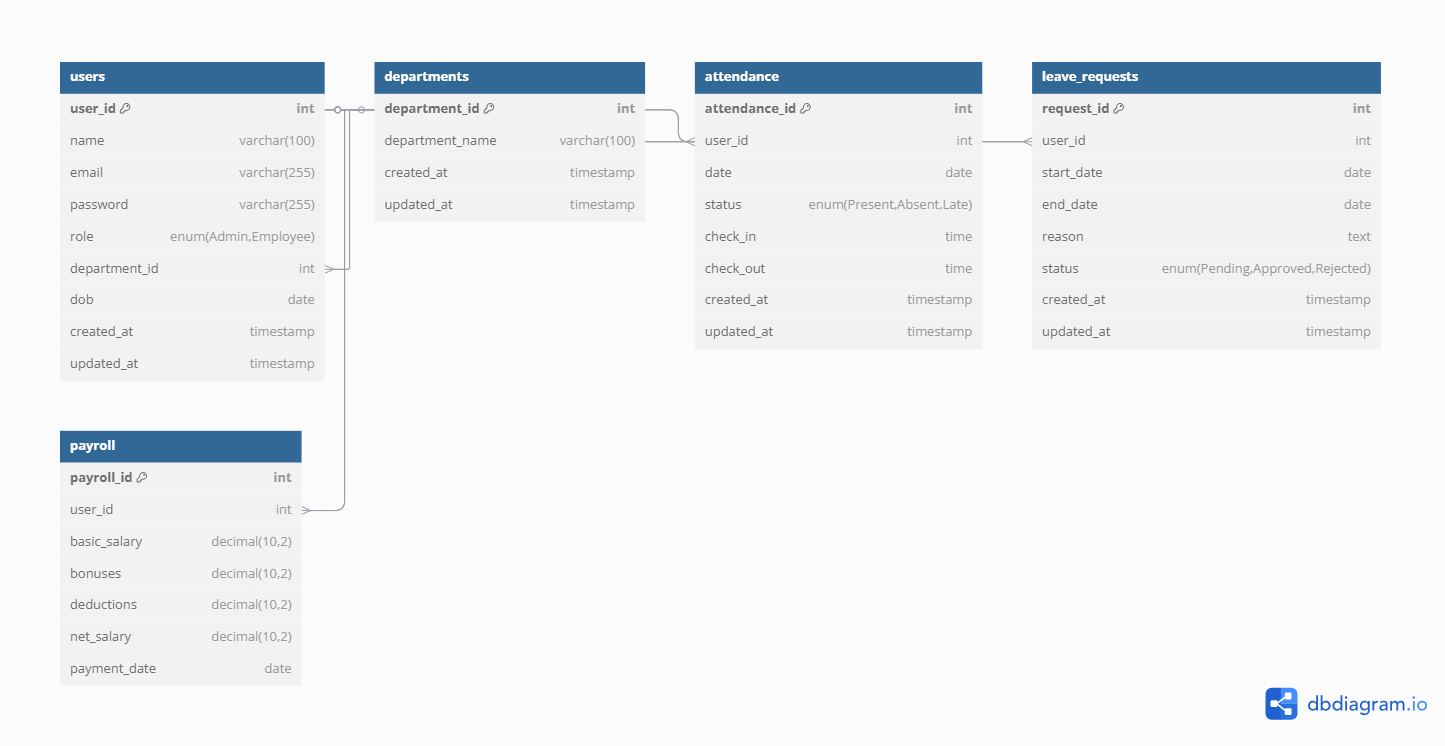 users
user_id int
name varchar(100)
email varchar(255)
password varchar(255)
role enum(Admin,Employee)
department_id int
dob date
created_at timestamp
updated_at timestamp
departments
department_id int
department_name varchar(100)
created_at timestamp
updated_at timestamp
attendance
attendance_id int
user_id int
date date
status enum(Present,Absent,Late)
check_in time
check_out time
created_at timestamp
updated_at timestamp
leave_requests
request_id int
user_id int
start_date date
end_date date
reason text
status enum(Pending,Approved,Rejected)
created_at timestamp
updated_at timestamp
payroll
payroll_id int
user_id int
basic_salary decimal(10,2)
bonuses decimal(10,2)
deductions decimal(10,2)
net_salary decimal(10,2)
payment_date date
dbdiagram.io